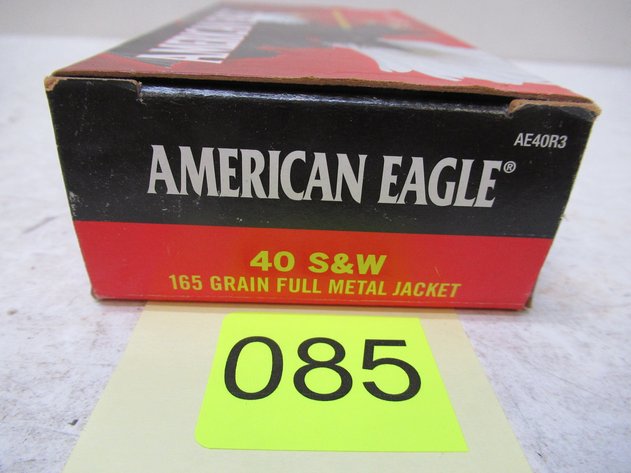 AE40R3
AMERICAN EAGLE®
40 S&W
165 GRAIN FULL METAL JACKET
085